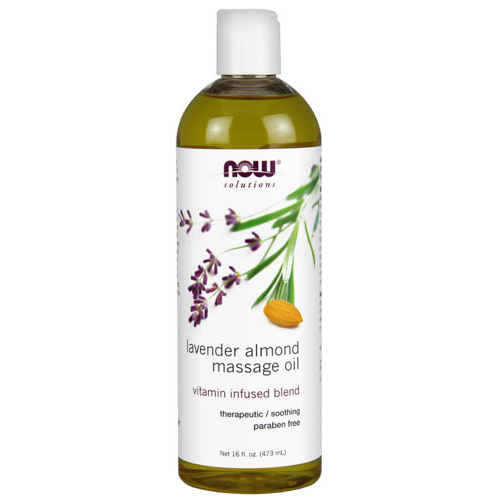 now®
solutions
lavender almond
massage oil
vitamin infused blend
therapeutic / soothing
paraben free
Net 16 fl. oz. (473 mL)